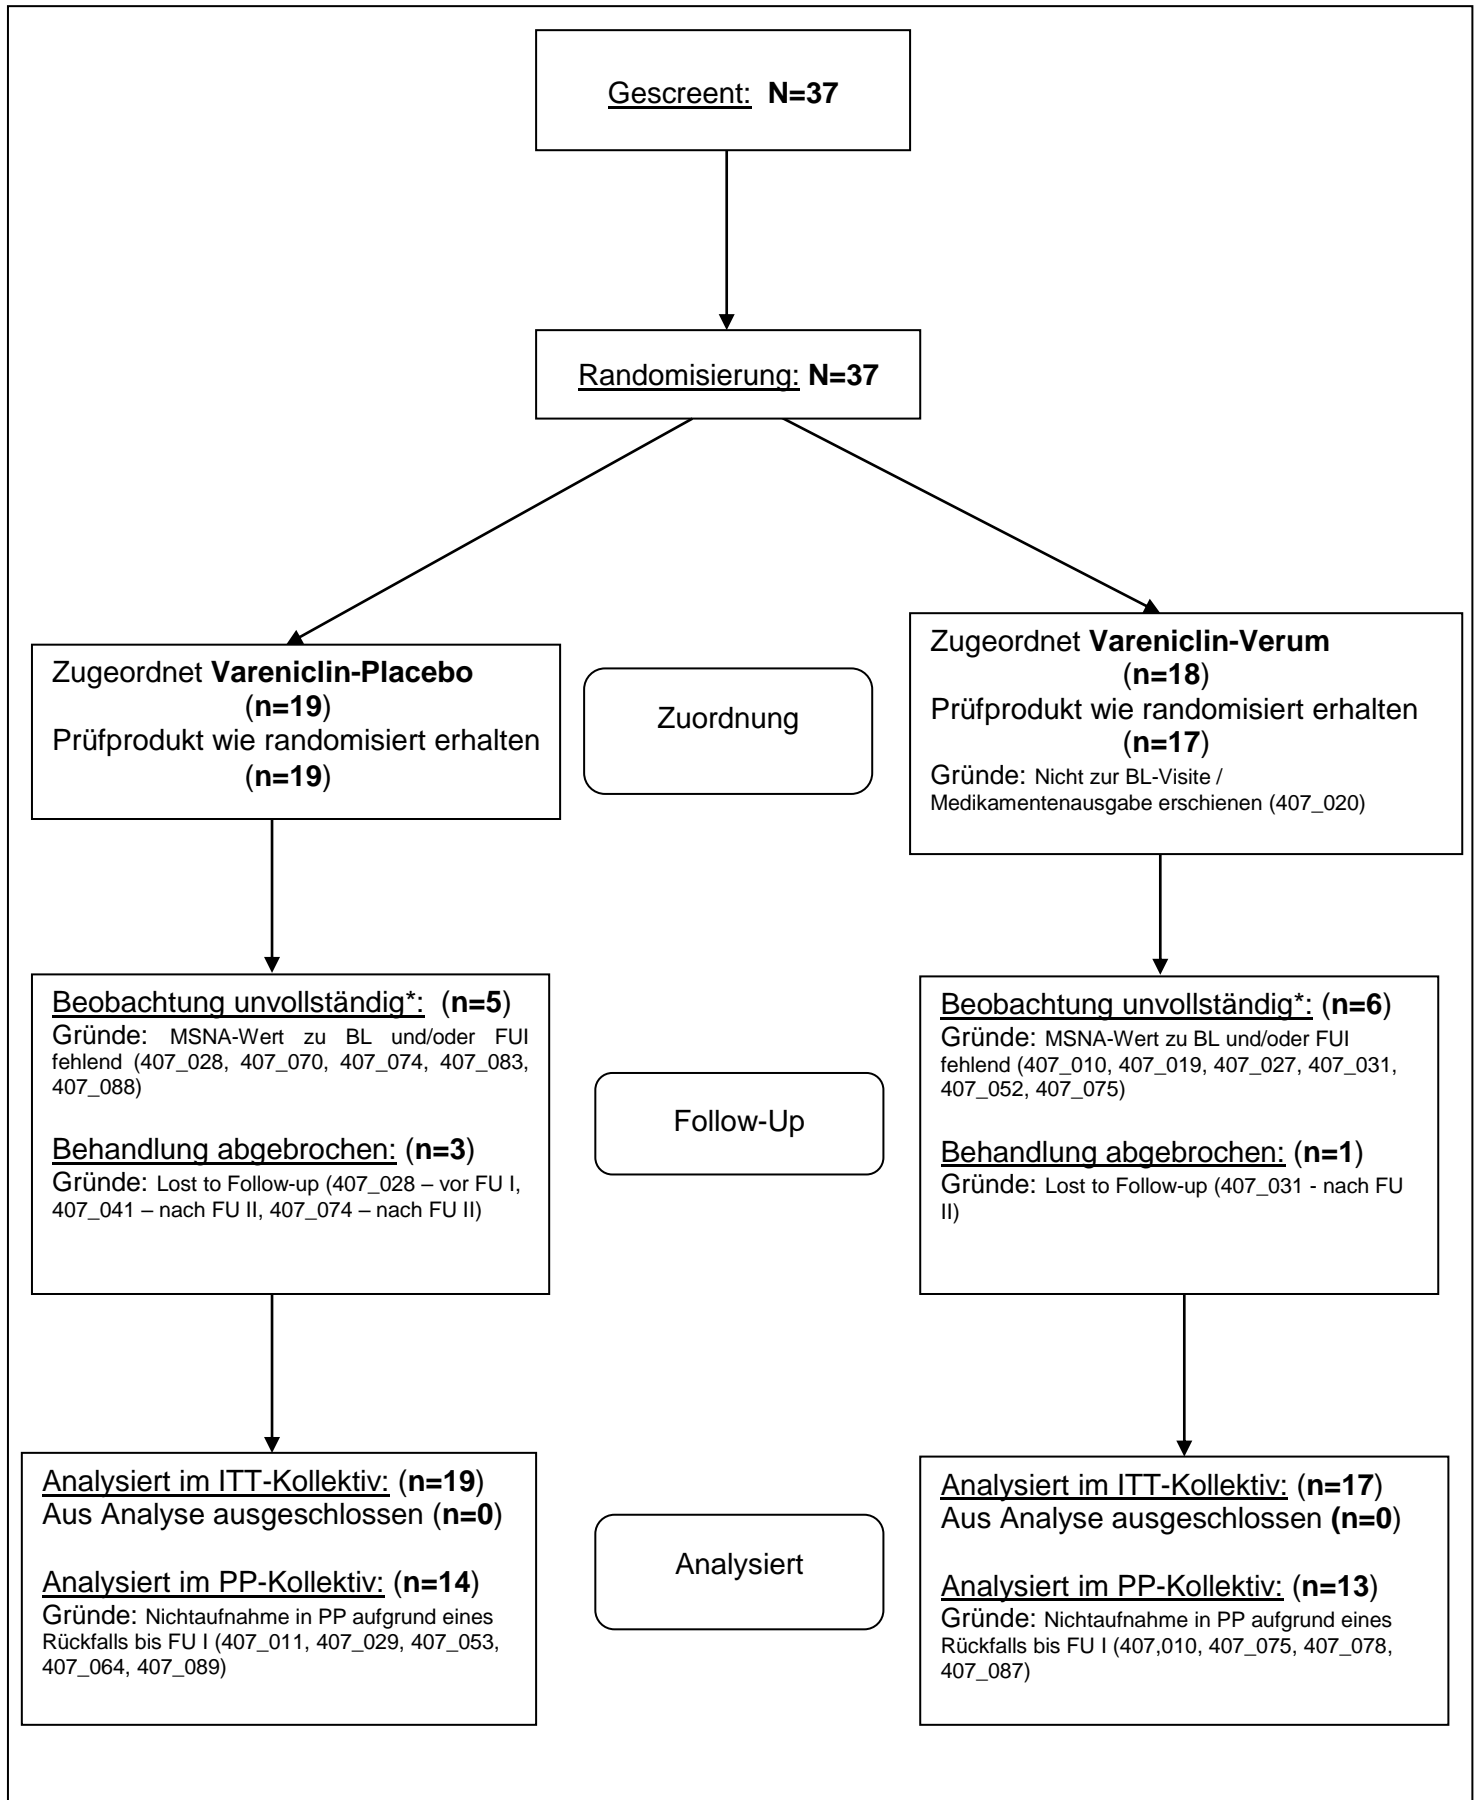 Gescreent: N=37
Randomisierung: N=37
Zugeordnet Vareniclin-Placebo
(n=19)
Prüfprodukt wie randomisiert erhalten
(n=19)
Zuordnung
Zugeordnet Vareniclin-Verum
(n=18)
Prüfprodukt wie randomisiert erhalten
(n=17)
Gründe: Nicht zur BL-Visite /
Medikamentenausgabe erschienen (407_020)
Beobachtung unvollständig*: (n=5)
Gründe: MSNA-Wert zu BL und/oder FUI
fehlend (407_028, 407_070, 407_074, 407_083,
407_088)
Behandlung abgebrochen: (n=3)
Gründe: Lost to Follow-up (407_028 – vor FU I,
407_041 – nach FU II, 407_074 – nach FU II)
Follow-Up
Beobachtung unvollständig*: (n=6)
Gründe: MSNA-Wert zu BL und/oder FUI
fehlend (407_010, 407_019, 407_027, 407_031,
407_052, 407_075)
Behandlung abgebrochen: (n=1)
Gründe: Lost to Follow-up (407_031 - nach FU
II)
Analysiert im ITT-Kollektiv: (n=19)
Aus Analyse ausgeschlossen (n=0)
Analysiert im PP-Kollektiv: (n=14)
Gründe: Nichtaufnahme in PP aufgrund eines
Rückfalls bis FU I (407_011, 407_029, 407_053,
407_064, 407_089)
Analysiert
Analysiert im ITT-Kollektiv: (n=17)
Aus Analyse ausgeschlossen (n=0)
Analysiert im PP-Kollektiv: (n=13)
Gründe: Nichtaufnahme in PP aufgrund eines
Rückfalls bis FU I (407,010, 407_075, 407_078,
407_087)